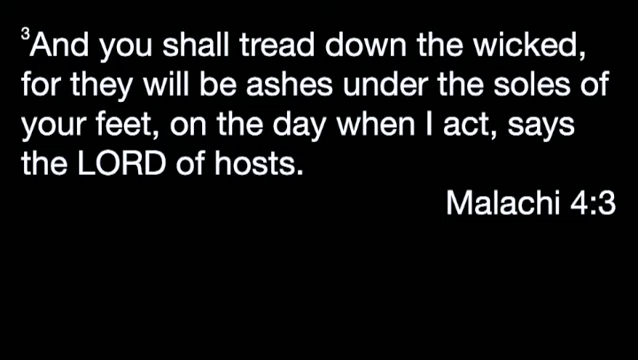 ³And you shall tread down the wicked,
for they will be ashes under the soles of
your feet, on the day when I act, says
the LORD of hosts.
Malachi 4:3